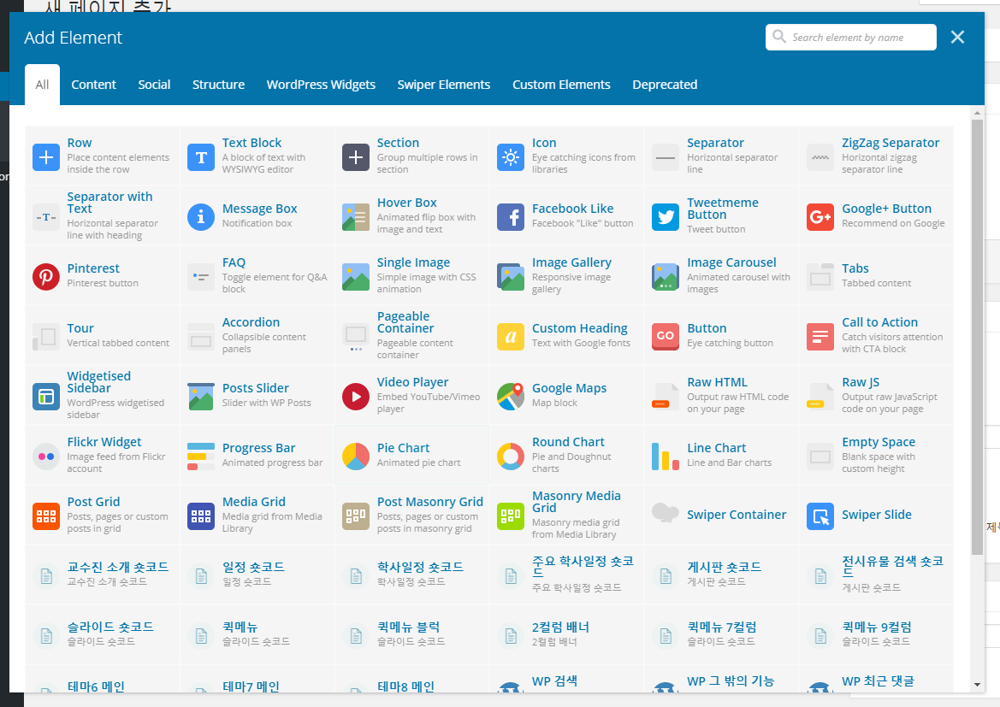 새 페이지 추가
Add Element
Search element by name
All
Content
Social
Structure
WordPress Widgets
Swiper Elements
Custom Elements
Deprecated
Row
Place content elements
inside the row
Text Block
A block of text with
WYSIWYG editor
Section
Group multiple rows in
section
Icon
Eye catching icons from
libraries
Separator
Horizontal separator
line
ZigZag Separator
Horizontal zigzag
separator line
-T-
Separator with
Text
Horizontal separator
line with heading
Message Box
Notification box
Hover Box
Animated flip box with
image and text
Facebook Like
Facebook "Like" button
Tweetmeme
Button
Tweet button
G+
Google+ Button
Recommend on Google
Pinterest
Pinterest button
FAQ
Toggle element for Q&A
block
Single Image
Simple image with CSS
animation
Image Gallery
Responsive image
gallery
Image Carousel
Animated carousel with
images
Tabs
Tabbed content
Tour
Vertical tabbed content
Accordion
Collapsible content
panels
Pageable
Container
Pageable content
container
a
Custom Heading
Text with Google fonts
GO
Button
Eye catching button
Call to Action
Catch visitors attention
with CTA block
Widgetised
Sidebar
WordPress widgetised
sidebar
Posts Slider
Slider with WP Posts
Video Player
Embed YouTube/Vimeo
player
Google Maps
Map block
Raw HTML
Output raw HTML code
on your page
Raw JS
Output raw JavaScript
code on your page
Flickr Widget
Image feed from Flickr
account
Progress Bar
Animated progress bar
Pie Chart
Animated pie chart
Round Chart
Pie and Doughnut
charts
Line Chart
Line and Bar charts
Empty Space
Blank space with
custom height
Post Grid
Posts, pages or custom
posts in grid
Media Grid
Media grid from Media
Library
Post Masonry Grid
Posts, pages or custom
posts in masonry grid
Masonry Media
Grid
Masonry media grid
from Media Library
Swiper Container
Swiper Slide
교수진 소개 숏코드
교수진 소개 숏코드
일정 숏코드
일정 숏코드
학사일정 숏코드
학사일정 숏코드
주요 학사일정 숏코
드
주요 학사일정 숏코드
게시판 숏코드
게시판 숏코드
전시유물 검색 숏코
드
게시판 숏코드
슬라이드 숏코드
슬라이드 숏코드
퀵메뉴
슬라이드 숏코드
퀵메뉴 블럭
슬라이드 숏코드
2컬럼 배너
2컬럼 배너
퀵메뉴 7컬럼
슬라이드 숏코드
퀵메뉴 9컬럼
슬라이드 숏코드
테마6 메인
테마7 메인
테마8 메인
WP 검색
WP 그 밖의 기능
WP 최근 댓글